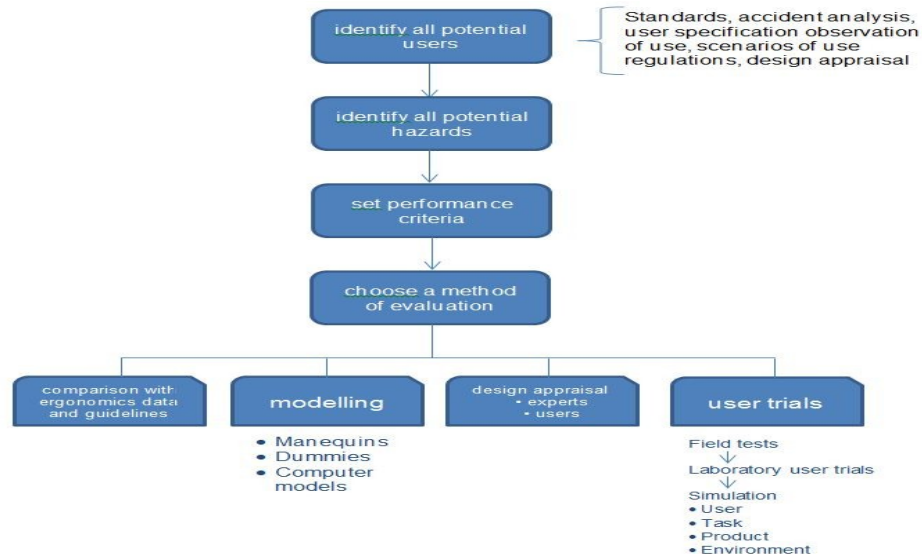 identify all potential
users
Standards, accident analysis,
user specification observation
of use, scenarios of use
regulations, design appraisal
identify all potential
hazards
set performance
criteria
choose a method
of evaluation
comparison with
ergonomics data
and guidelines
modelling
• Manequins
• Dummies
• Computer
models
design appraisal
• experts
• users
user trials
Field tests
Laboratory user trials
Simulation
• User
• Task
• Product
• Environment